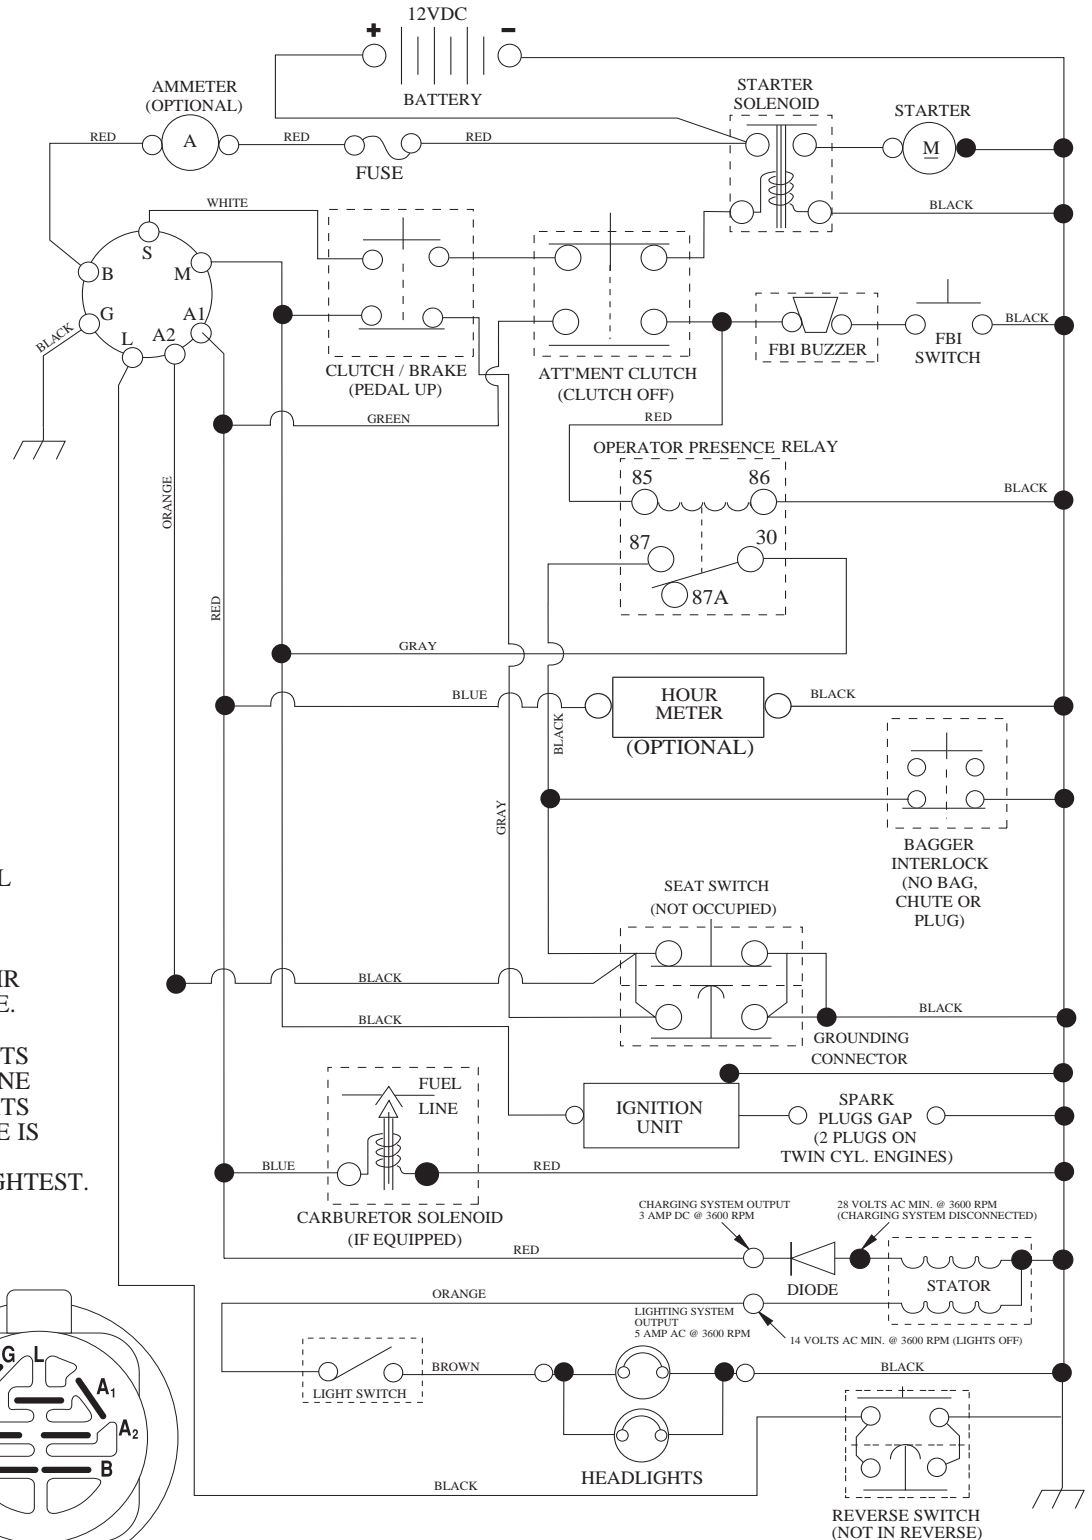 12VDC
+
-
BATTERY
AMMETER
(OPTIONAL)
RED
A
RED
FUSE
RED
STARTER
SOLENOID
STARTER
M
BLACK
WHITE
S
B
M
G
A1
L
A2
BLACK
CLUTCH / BRAKE
(PEDAL UP)
ATT'MENT CLUTCH
(CLUTCH OFF)
FBI BUZZER
FBI
SWITCH
BLACK
GREEN
RED
OPERATOR PRESENCE RELAY
85
86
87
30
87A
BLACK
ORANGE
RED
GRAY
BLUE
HOUR
METER
(OPTIONAL)
BLACK
BLACK
GRAY
BAGGER
INTERLOCK
(NO BAG,
CHUTE OR
PLUG)
SEAT SWITCH
(NOT OCCUPIED)
L
IR
E.
BLACK
BLACK
BLACK
GROUNDING
CONNECTOR
TS
NE
TS
E IS
GHTEST.
FUEL
LINE
IGNITION
UNIT
SPARK
PLUGS GAP
(2 PLUGS ON
TWIN CYL. ENGINES)
BLUE
RED
CARBURETOR SOLENOID
(IF EQUIPPED)
CHARGING SYSTEM OUTPUT
3 AMP DC @ 3600 RPM
28 VOLTS AC MIN. @ 3600 RPM
(CHARGING SYSTEM DISCONNECTED)
RED
DIODE
STATOR
ORANGE
LIGHTING SYSTEM
OUTPUT
5 AMP AC @ 3600 RPM
14 VOLTS AC MIN. @ 3600 RPM (LIGHTS OFF)
LIGHT SWITCH
BROWN
BLACK
HEADLIGHTS
G
L
A1
A2
B
BLACK
REVERSE SWITCH
(NOT IN REVERSE)